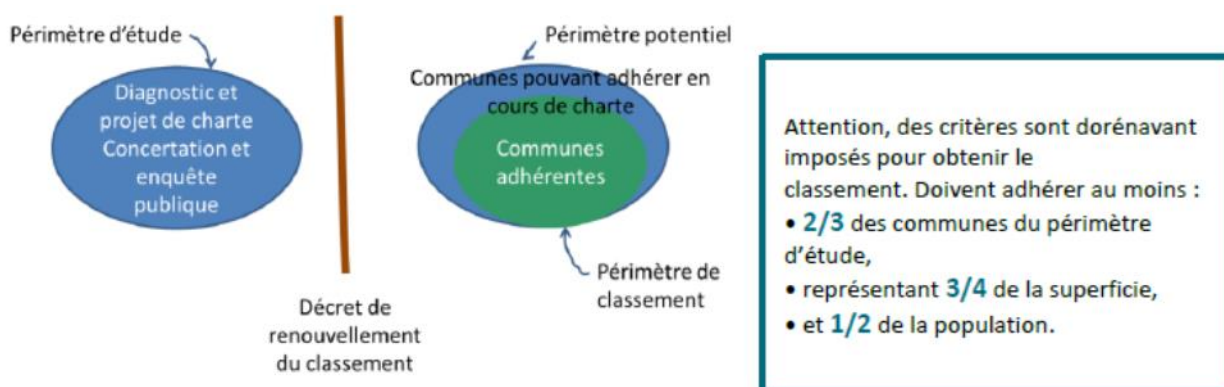 Périmètre d'étude
Diagnostic et
projet de charte
Concertation et
enquête
publique
Décret de
renouvellement
du classement
Périmètre potentiel
Communes pouvant adhérer en
cours de charte
Communes
adhérentes
Périmètre de
classement
Attention, des critères sont dorénavant
imposés pour obtenir le
classement. Doivent adhérer au moins :
• 2/3 des communes du périmètre
d'étude,
• représentant 3/4 de la superficie,
• et 1/2 de la population.